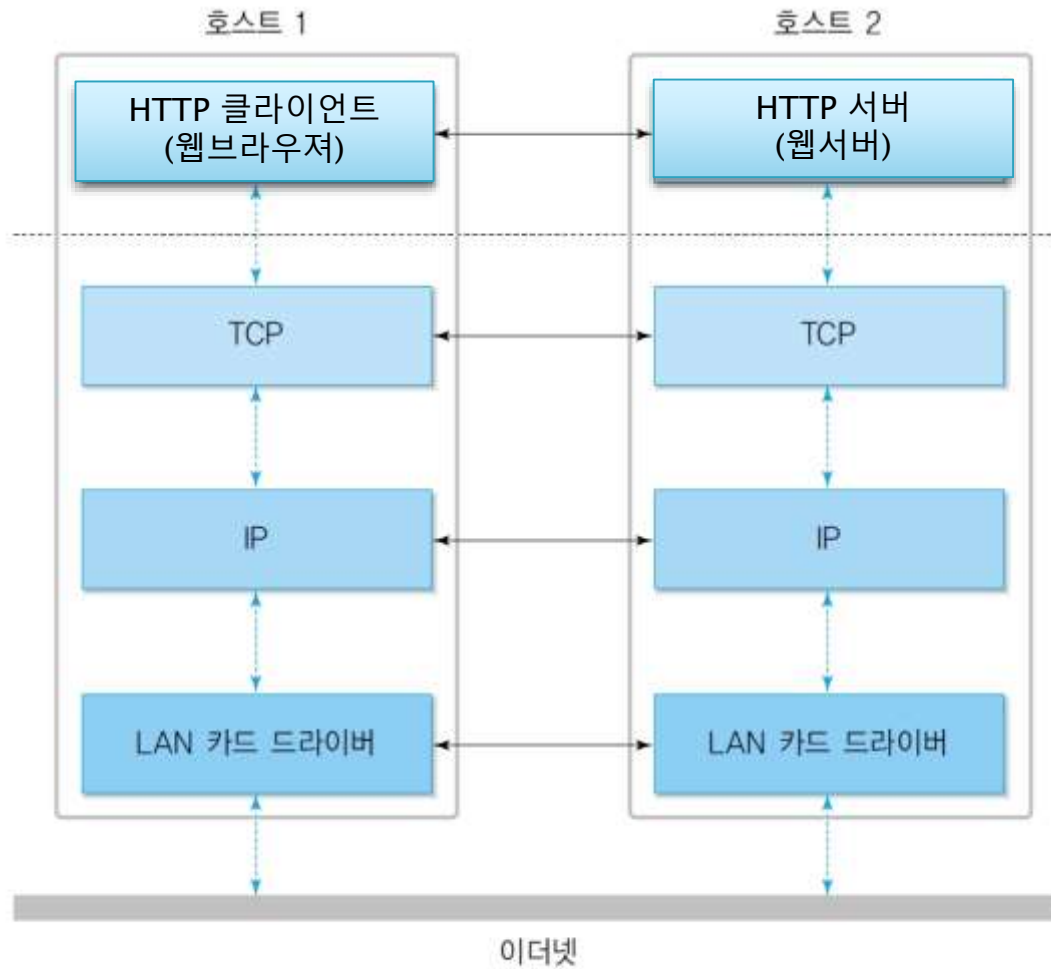 호스트 1
호스트 2
HTTP 클라이언트
(웹브라우져)
HTTP 서버
(웹서버)
TCP
TCP
IP
IP
LAN 카드 드라이버
LAN 카드 드라이버
이더넷